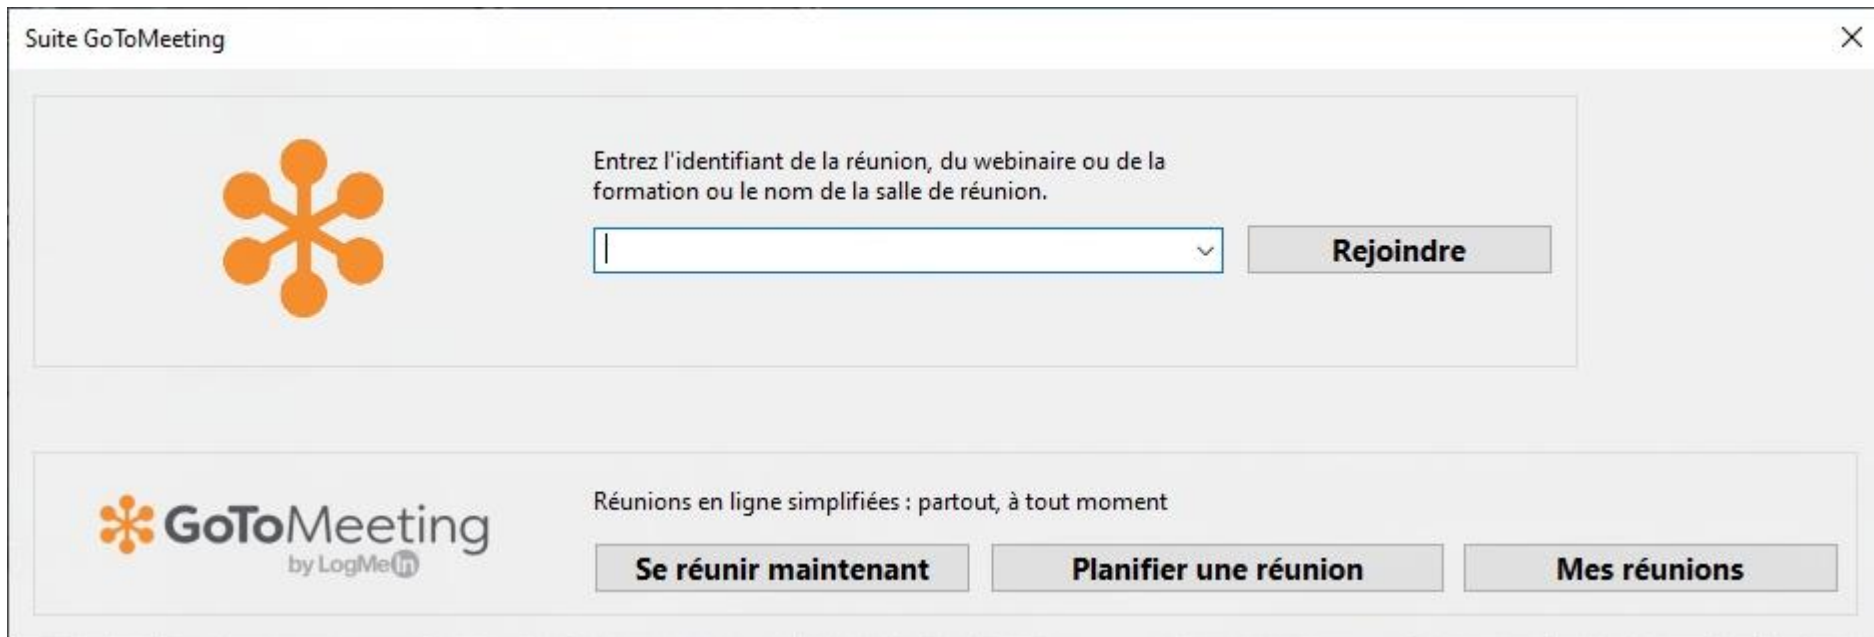 Suite GoToMeeting
Entrez l'identifiant de la réunion, du webinaire ou de la
formation ou le nom de la salle de réunion.
Rejoindre
GoToMeeting
by LogMeIn
Réunions en ligne simplifiées : partout, à tout moment
Se réunir maintenant
Planifier une réunion
Mes réunions